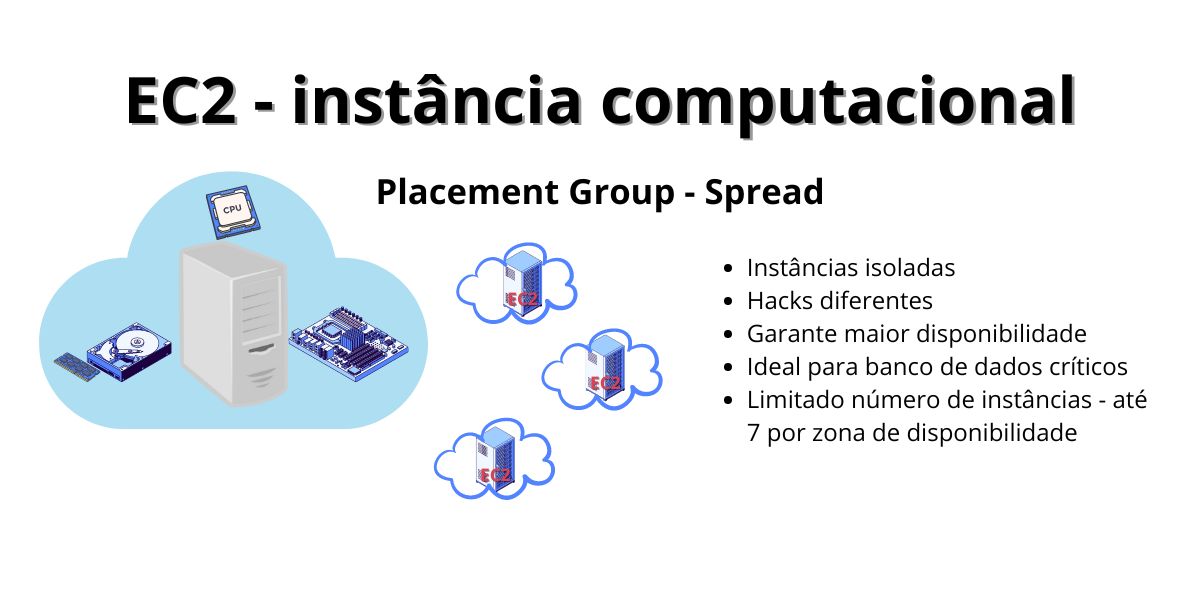 EC2 - instância computacional
Placement Group - Spread
CPU
EC2
EC2
EC2
• Instâncias isoladas
• Hacks diferentes
• Garante maior disponibilidade
• Ideal para banco de dados críticos
• Limitado número de instâncias - até
7 por zona de disponibilidade